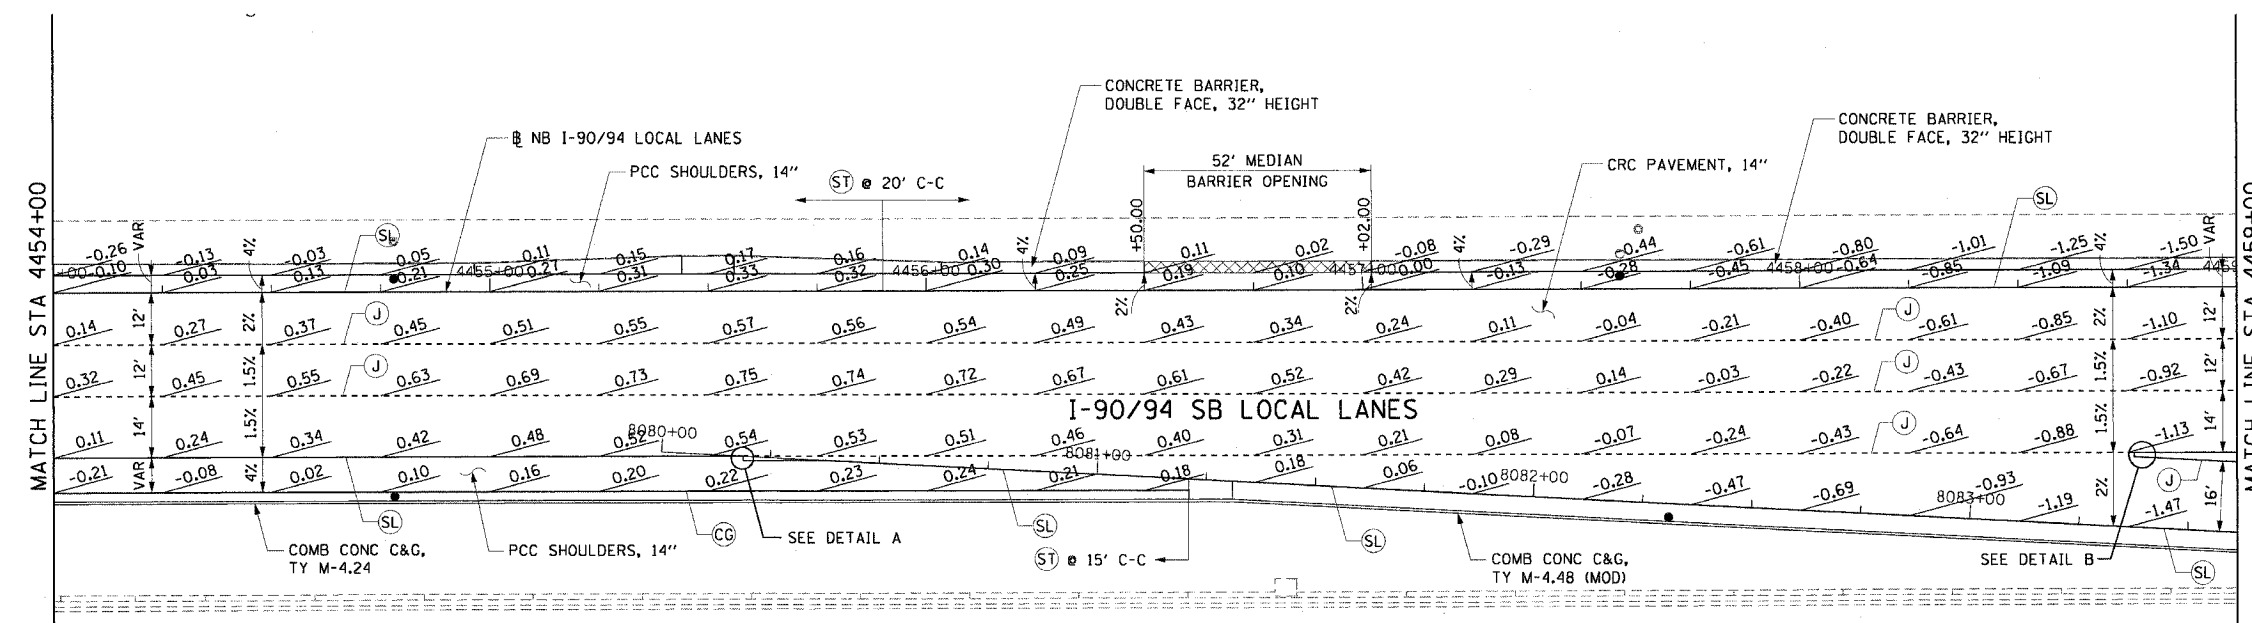 CONCRETE BARRIER,
DOUBLE FACE, 32" HEIGHT
CONCRETE BARRIER,
DOUBLE FACE, 32" HEIGHT
℄ NB I-90/94 LOCAL LANES
PCC SHOULDERS, 14"
ST @ 20' C-C
52' MEDIAN
BARRIER OPENING
CRC PAVEMENT, 14"
SL
MATCH LINE STA 4454+00
+50.00
+02.00
VAR 4% SL 4% 4% 4% VAR
-0.26 -0.13 -0.03 0.05 0.11 0.15 0.17 0.16 0.14 0.09 0.11 0.02 -0.08 -0.29 -0.44 -0.61 -0.80 -1.01 -1.25 -1.50
+00 -0.10 0.03 0.13 0.21 4455+00 0.27 0.31 0.33 0.32 4456+00 0.30 0.25 0.19 0.10 4457+00 0.00 -0.13 -0.28 -0.45 4458+00 -0.64 -0.85 -1.09 -1.34
2% 2%
0.14 12' 0.27 2% 0.37 J 0.45 0.51 0.55 0.57 0.56 0.54 0.49 0.43 0.34 0.24 0.11 -0.04 -0.21 -0.40 J -0.61 -0.85 2% -1.10 12'
0.32 12' 0.45 1.5% 0.55 J 0.63 0.69 0.73 0.75 0.74 0.72 0.67 0.61 0.52 0.42 0.29 0.14 -0.03 -0.22 J -0.43 -0.67 1.5% -0.92 12'
I-90/94 SB LOCAL LANES
0.11 14' 0.24 1.5% 0.34 0.42 0.48 0.52 8080+00 0.54 0.53 0.51 0.46 0.40 0.31 0.21 0.08 -0.07 -0.24 -0.43 J -0.64 -0.88 1.5% -1.13 14'
8081+00
-0.21 VAR -0.08 4% 0.02 0.10 0.16 0.20 0.22 0.23 0.24 0.21 0.18 0.18 0.06 -0.10 8082+00 -0.28 -0.47 -0.69 8083+00 -0.93 -1.19 2% -1.47 J 16'
SL
CG
SEE DETAIL A
SL
SL
COMB CONC C&G,
TY M-4.24
PCC SHOULDERS, 14"
ST @ 15' C-C
COMB CONC C&G,
TY M-4.48 (MOD)
SEE DETAIL B
SL